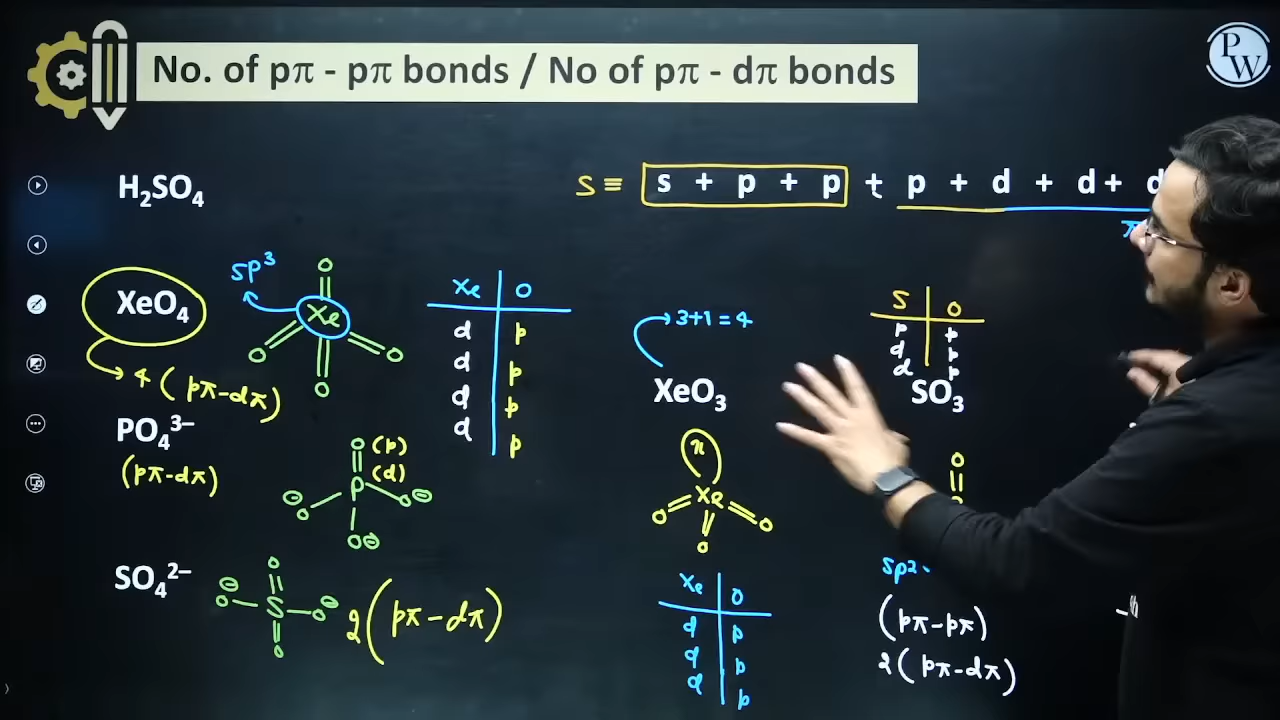 No. of pπ - pπ bonds / No of pπ - dπ bonds
PW
H₂SO₄
S ≡ s + p + p + p + d + d + d
π
XeO₄
sp³
O
Xe
O O
O
4 (pπ-dπ)
Xe O
d p
d p
d p
d p
3+1=4
XeO₃
Xe
O O
O
Xe O
d p
d p
d p
S O
p p
d p
d p
SO₃
O
sp2
(pπ-pπ)
2(pπ-dπ)
PO₄³⁻
(pπ-dπ)
O (p)
(d)
⊖ P O⊖
O
O⊖
SO₄²⁻
O
⊖ ⊖
O S O
O
2(pπ-dπ)